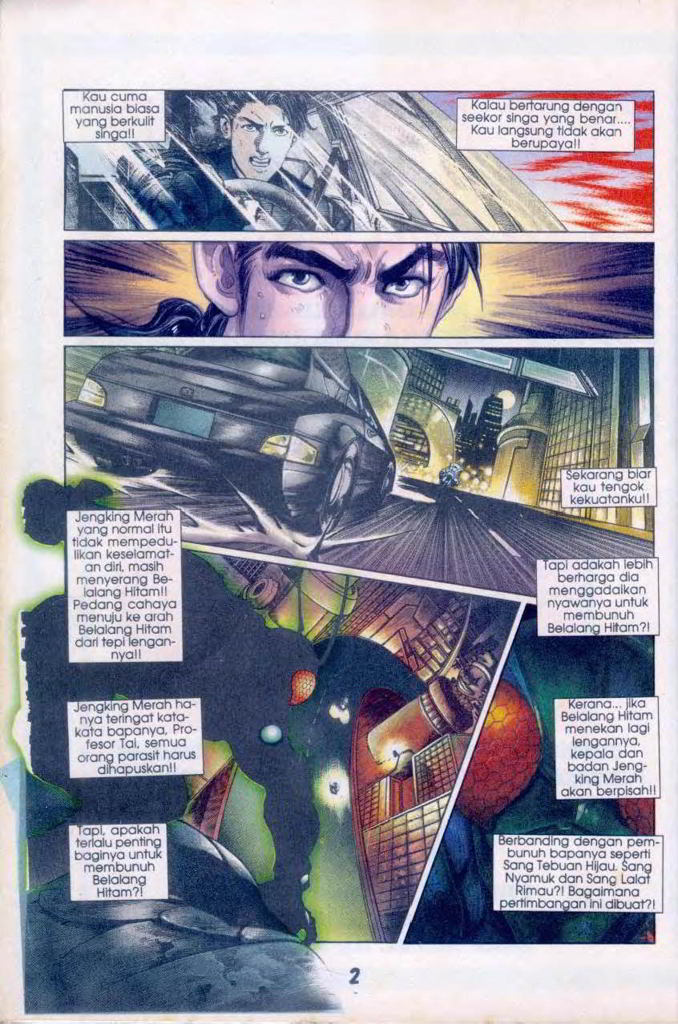 Kau cuma
manusia biasa
yang berkulit
singa!!
Kalau bertarung dengan
seekor singa yang benar....
Kau langsung tidak akan
berupaya!!
Sekarang biar
kau tengok
kekuatanku!!
Jengking Merah
yang normal itu
tidak mempedu-
likan keselamat-
an diri, masih
menyerang Be-
lalang Hitam!!
Pedang cahaya
menuju ke arah
Belalang Hitam
dari tepi lengan-
nya!!
Jengking Merah ha-
nya teringat kata-
kata bapanya, Pro-
fesor Tai, semua
orang parasit harus
dihapuskan!!
Tapi, apakah
terlalu penting
baginya untuk
membunuh
Belalang
Hitam?!
Tapi adakah lebih
berharga dia
menggadaikan
nyawanya untuk
membunuh
Belalang Hitam?!
Kerana... jika
Belalang Hitam
menekan lagi
lengannya,
kepala dan
badan Jeng-
king Merah
akan berpisah!!
Berbanding dengan pem-
bunuh bapanya seperti
Sang Tebuan Hijau. Sang
Nyamuk dan Sang Lalat
Rimau?! Bagaimana
pertimbangan ini dibuat?!
2